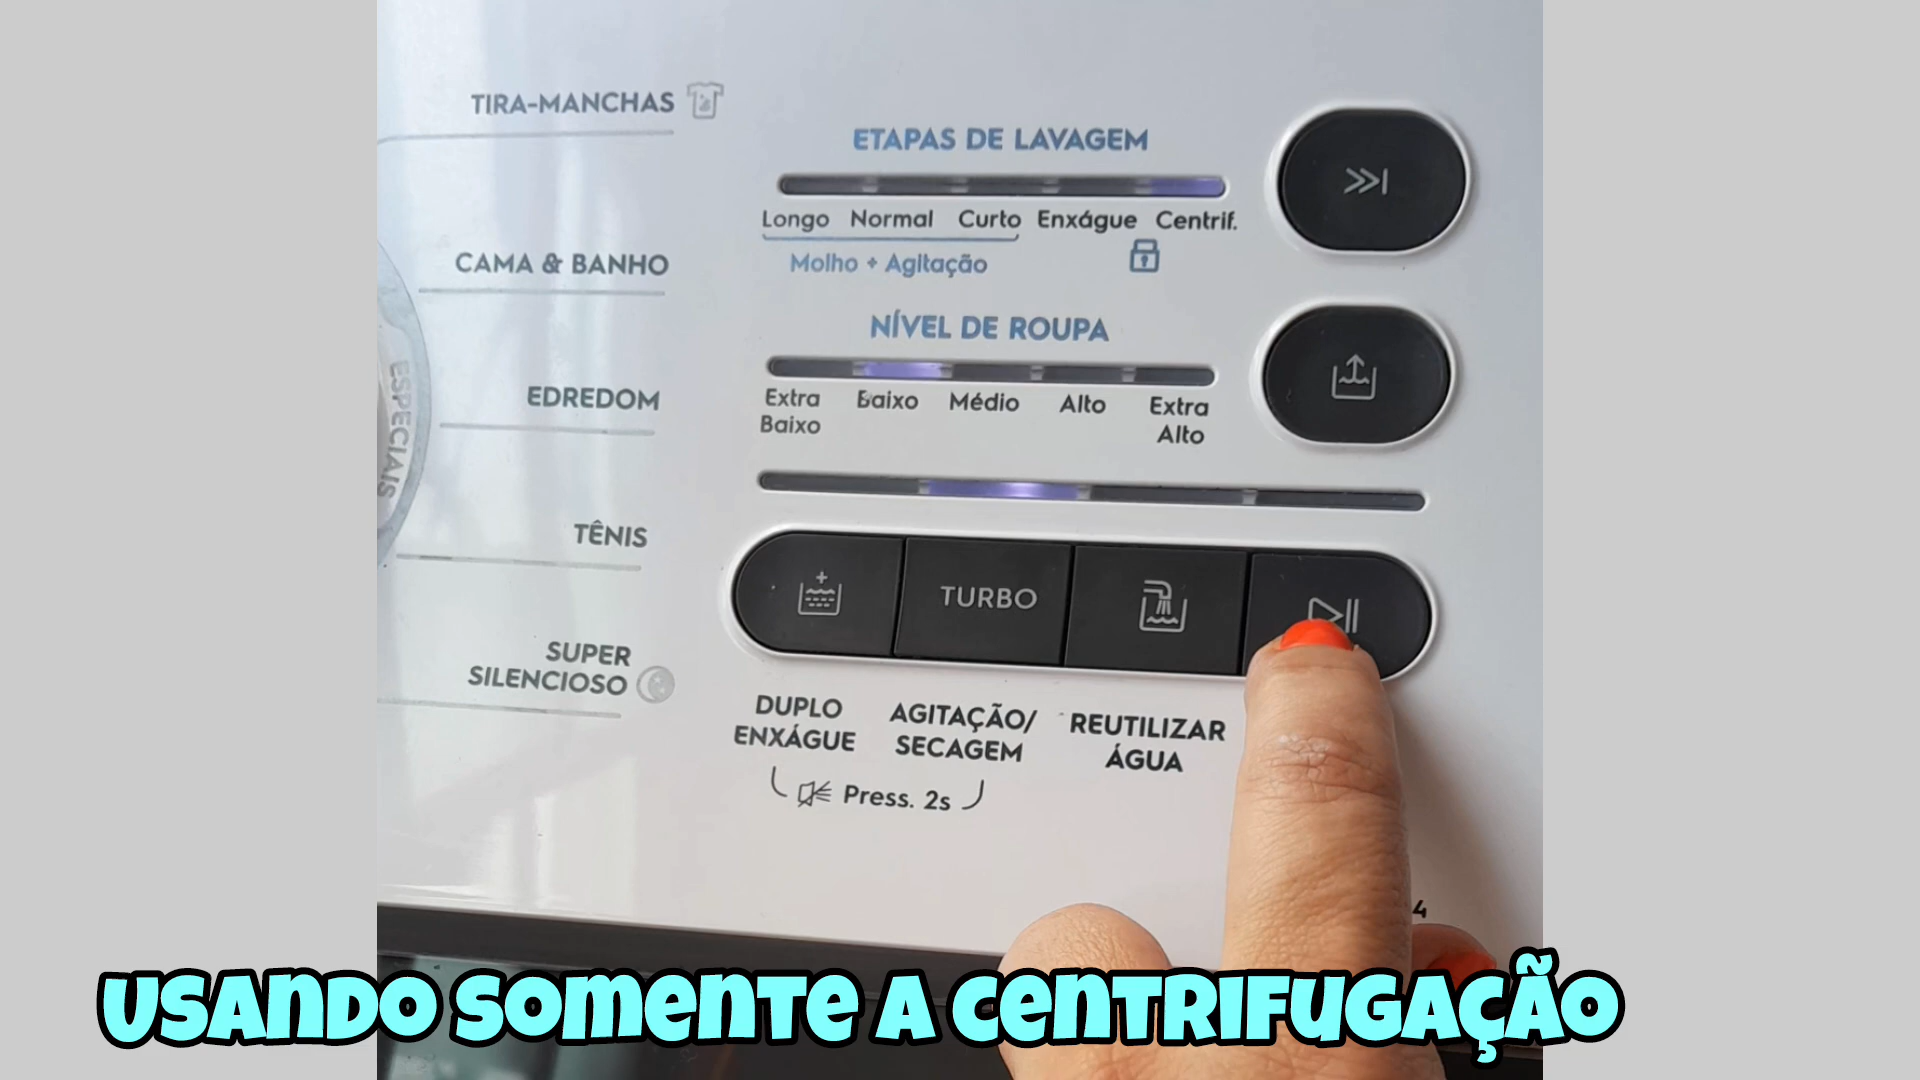 TIRA-MANCHAS
CAMA & BANHO
EDREDOM
TÊNIS
SUPER
SILENCIOSO
ESPECIAIS
ETAPAS DE LAVAGEM
Longo Normal Curto Enxágue Centrif.
Molho + Agitação
NÍVEL DE ROUPA
Extra Baixo
Baixo
Médio
Alto
Extra Alto
TURBO
DUPLO
ENXÁGUE
AGITAÇÃO/
SECAGEM
REUTILIZAR
ÁGUA
Press. 2s
4
USANDO SOMENTE A CENTRIFUGAÇÃO